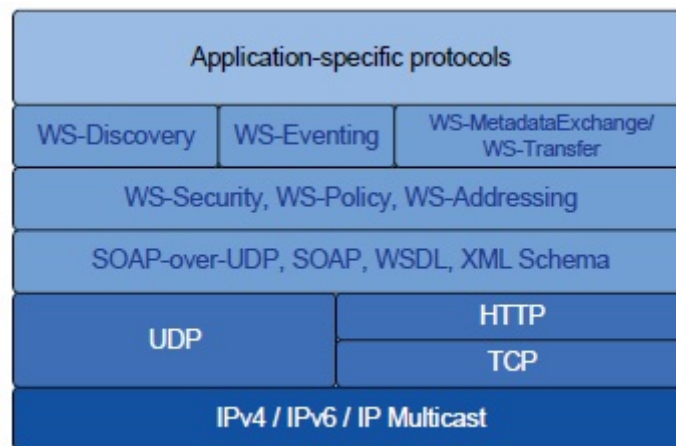 Application-specific protocols
WS-Discovery
WS-Eventing
WS-MetadataExchange/
WS-Transfer
WS-Security, WS-Policy, WS-Addressing
SOAP-over-UDP, SOAP, WSDL, XML Schema
UDP
HTTP
TCP
IPv4 / IPv6 / IP Multicast